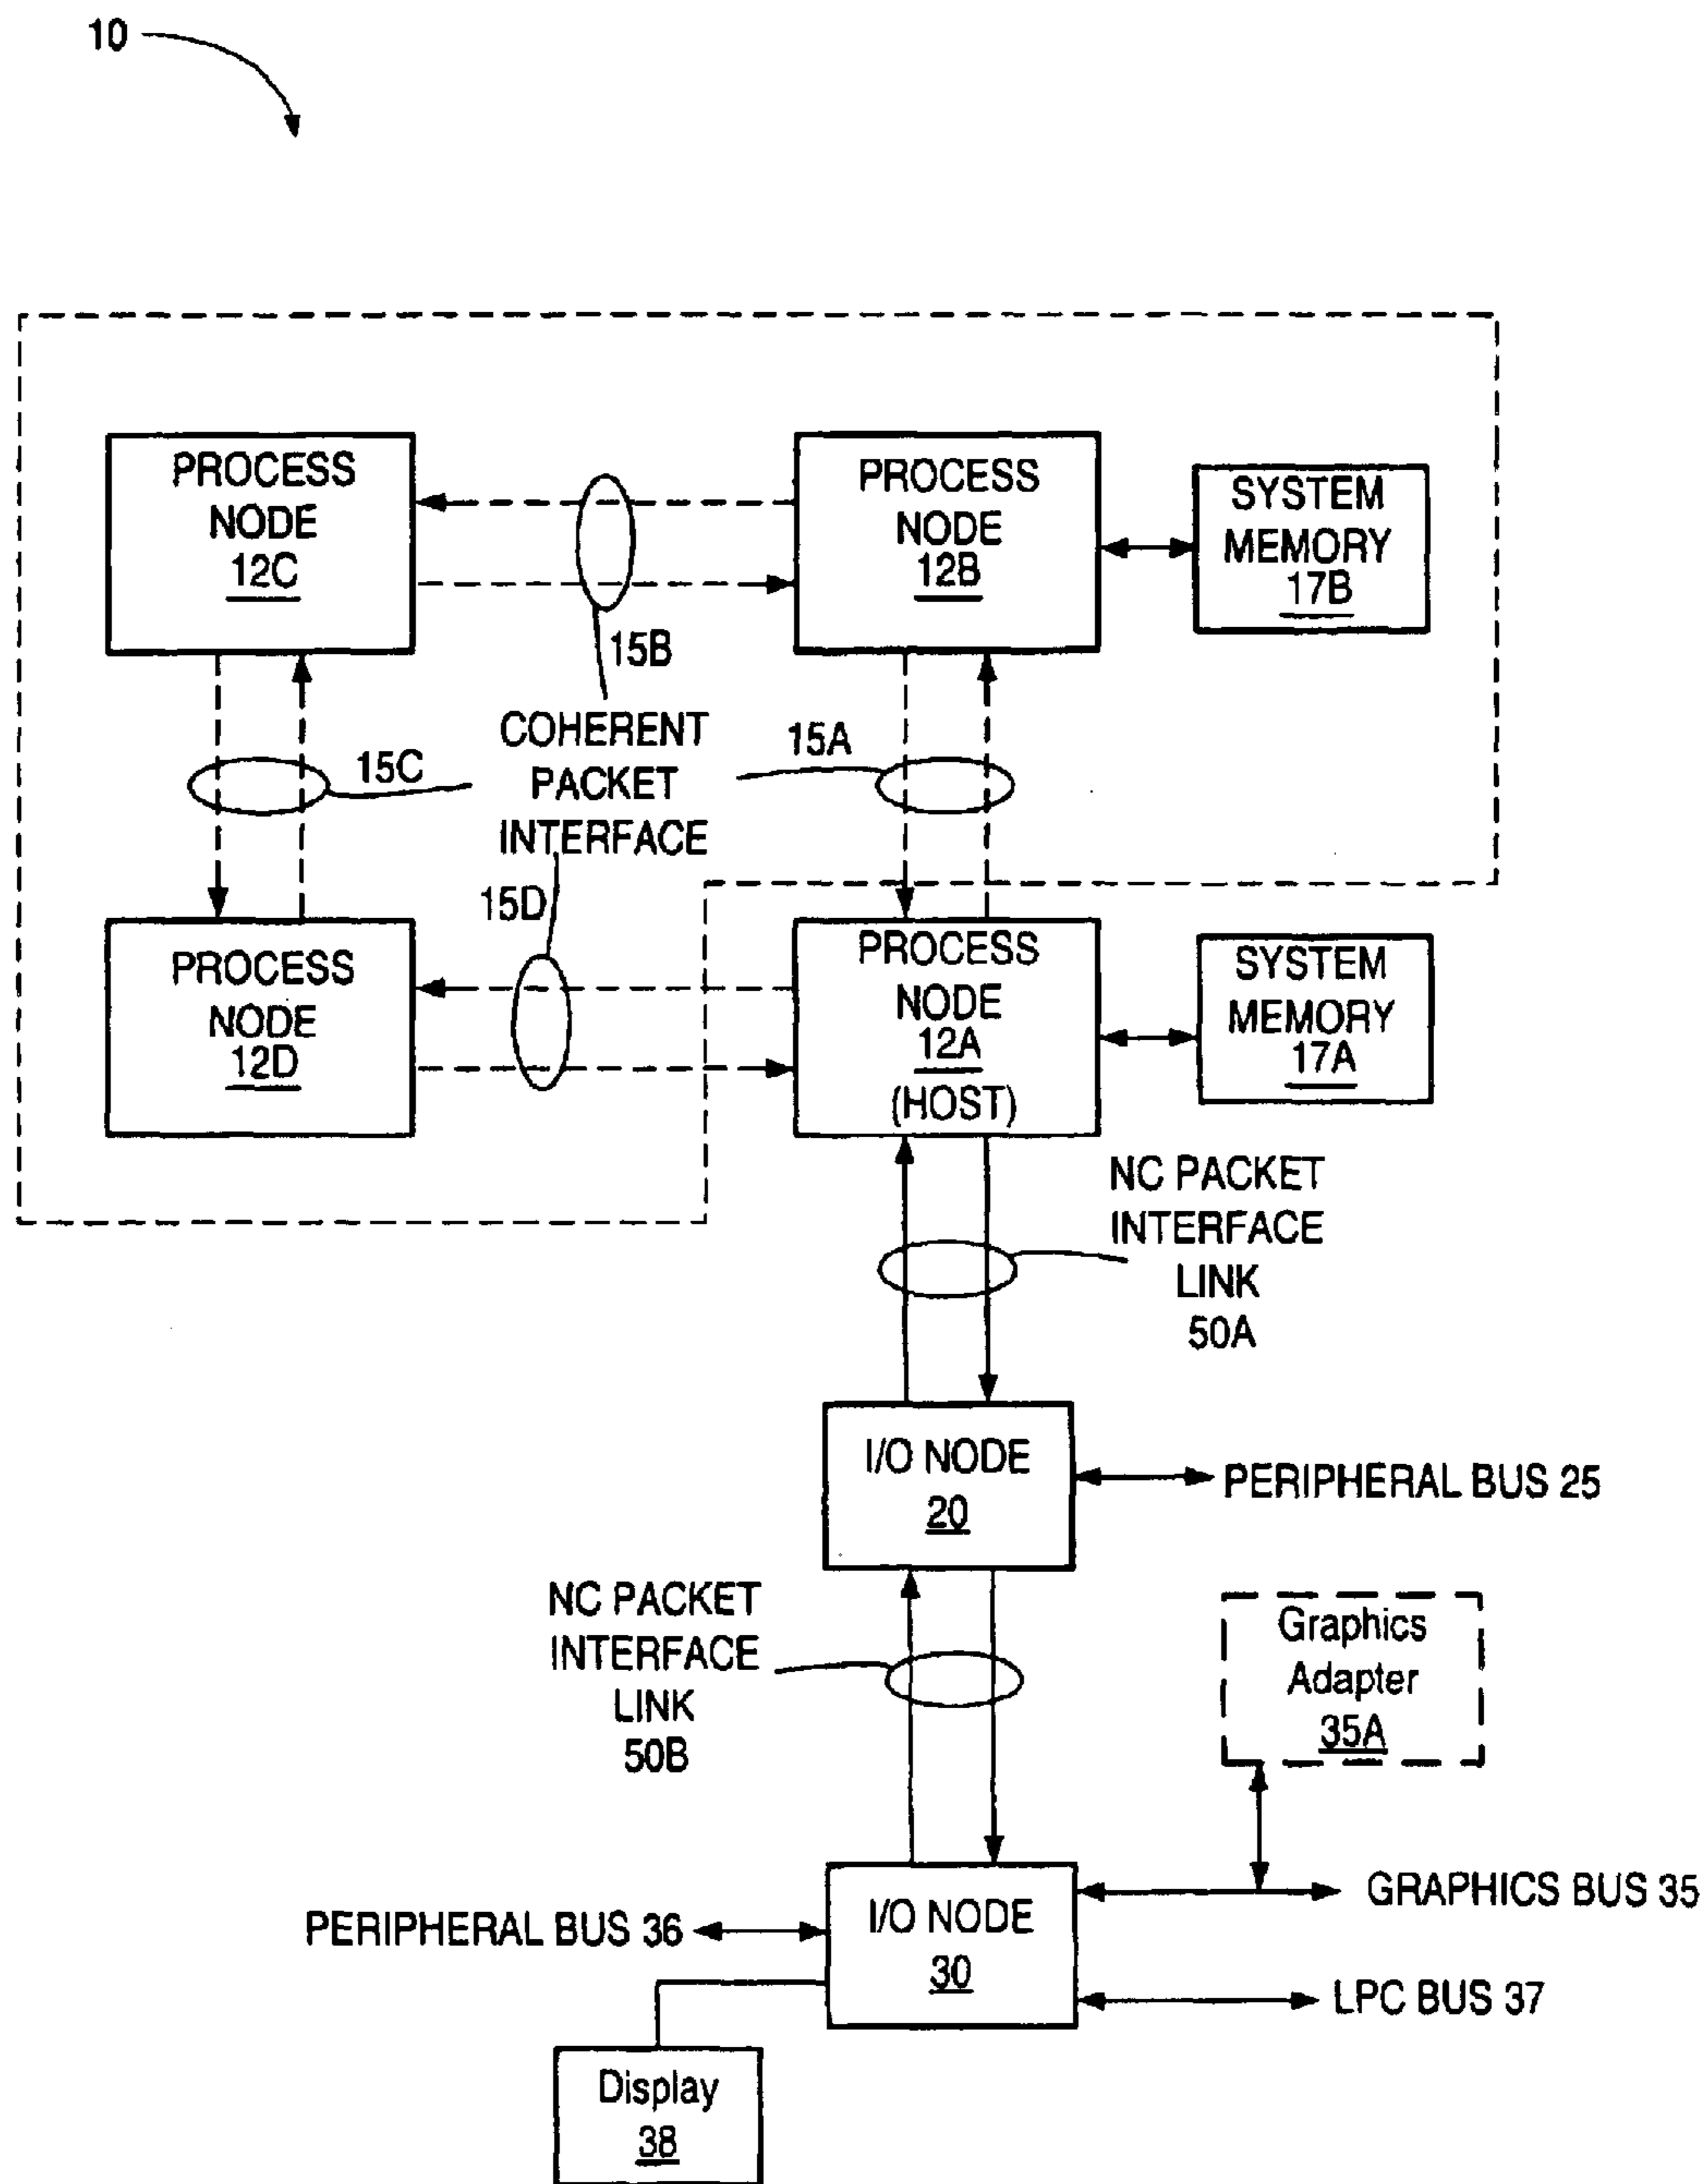 10
PROCESS
NODE
12C
PROCESS
NODE
12B
SYSTEM
MEMORY
17B
15B
COHERENT
PACKET
INTERFACE
15C
15A
15D
PROCESS
NODE
12D
PROCESS
NODE
12A
(HOST)
SYSTEM
MEMORY
17A
NC PACKET
INTERFACE
LINK
50A
I/O NODE
20
PERIPHERAL BUS 25
NC PACKET
INTERFACE
LINK
50B
Graphics
Adapter
35A
I/O NODE
30
GRAPHICS BUS 35
PERIPHERAL BUS 36
LPC BUS 37
Display
38